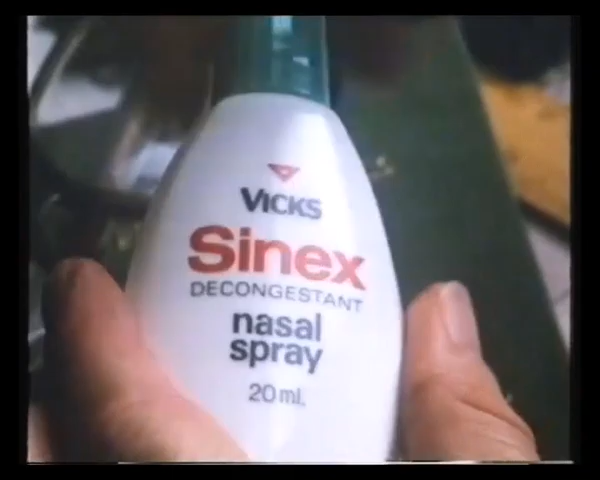 VICKS
Sinex
DECONGESTANT
nasal
spray
20ml.